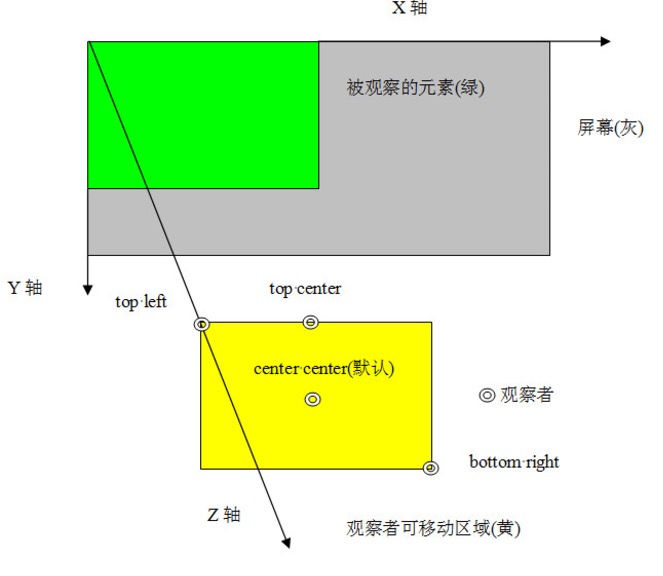 X 轴
被观察的元素(绿)
屏幕(灰)
Y 轴
top·left
top·center
center·center(默认)
观察者
bottom·right
Z 轴
观察者可移动区域(黄)